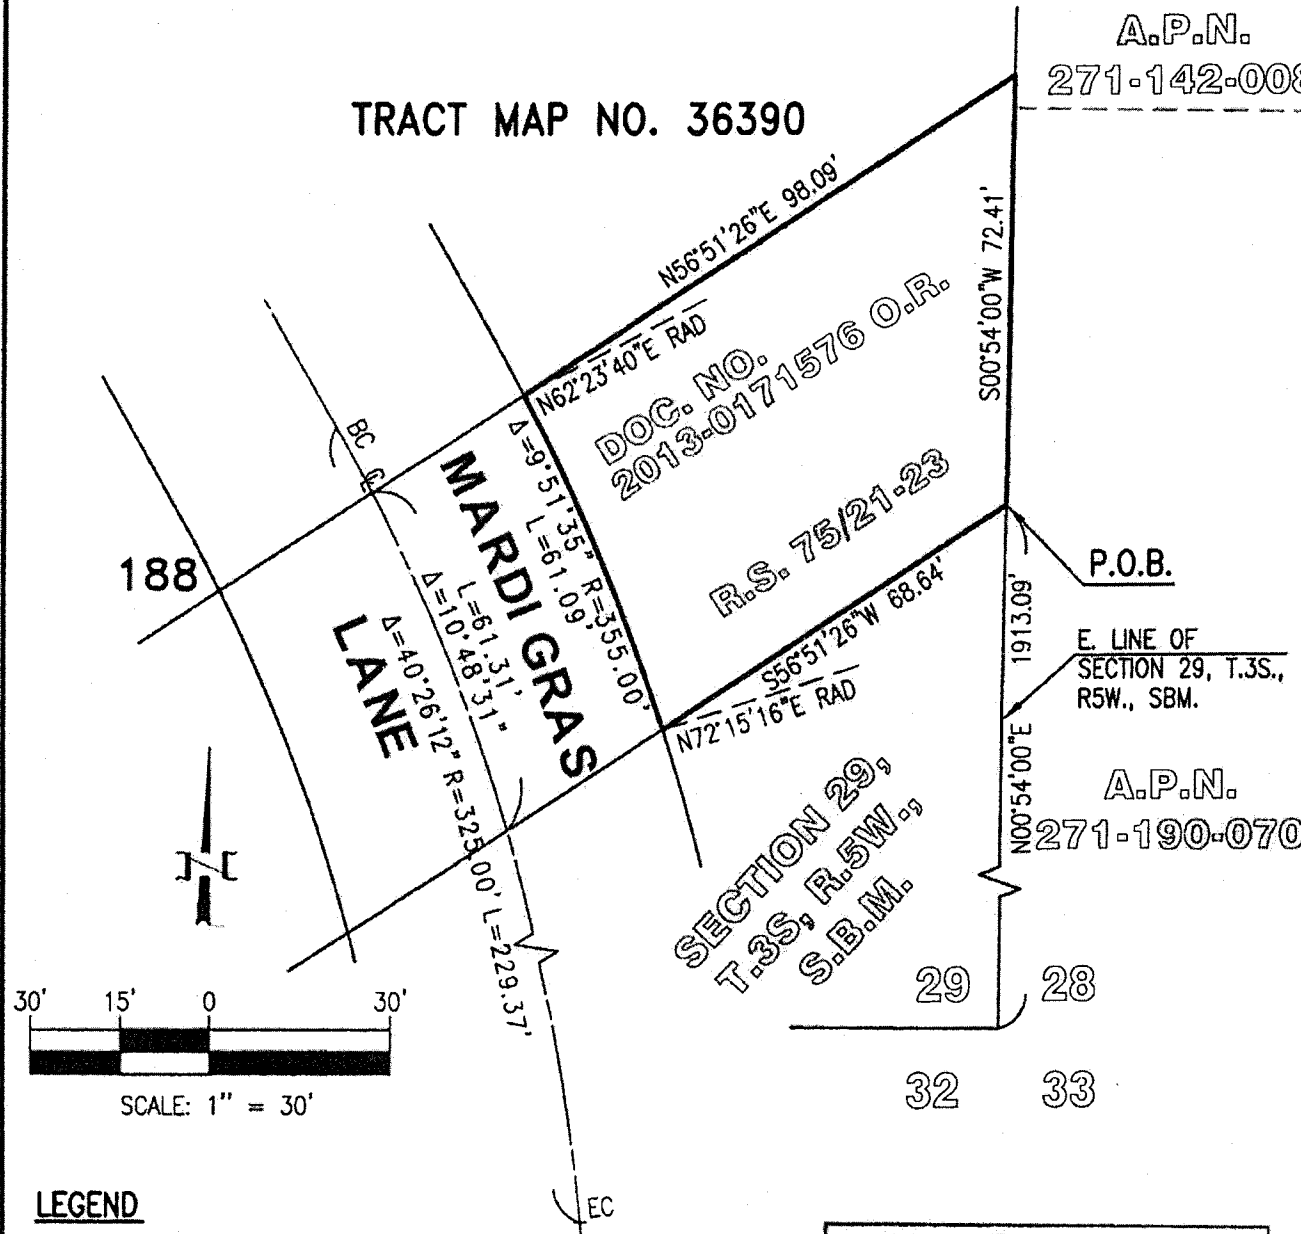 A.P.N.
271-142-008
TRACT MAP NO. 36390
N56°51'26"E 98.09'
S00°54'00"W 72.41'
N62°23'40"E RAD
DOC. NO.
2013-0171576 O.R.
R.S. 75/21-23
BC
Δ=9°51'35" R=355.00'
L=61.09'
MARDI GRAS
LANE
188
L=61.31'
Δ=10°48'31"
Δ=40°26'12" R=325.00' L=229.37'
S56°51'26"W 68.64'
N72°15'16"E RAD
P.O.B.
1913.09'
N00°54'00"E
E. LINE OF
SECTION 29, T.3S.,
R5W., SBM.
A.P.N.
271-190-070
SECTION 29,
T.3S, R.5W.,
S.B.M.
N
29 28
32 33
30' 15' 0 30'
SCALE: 1" = 30'
EC
LEGEND